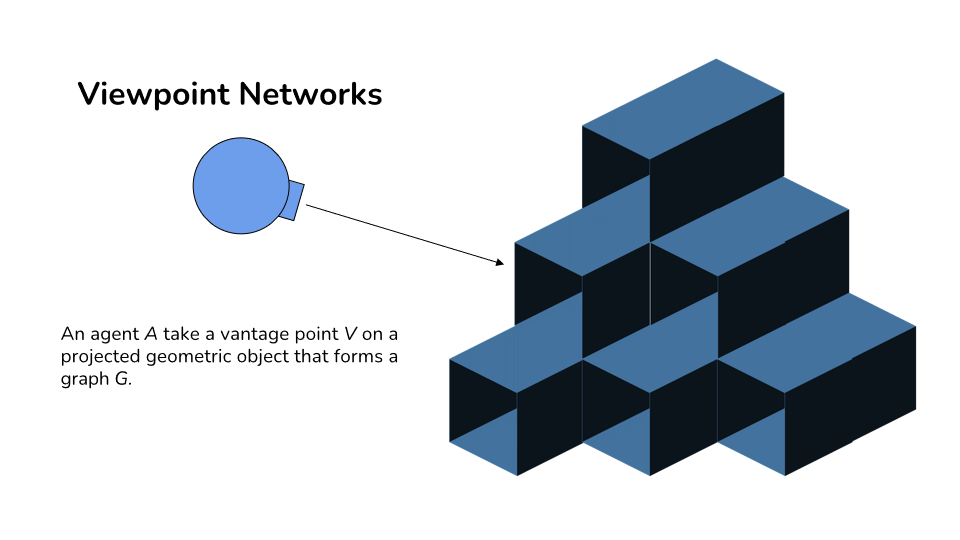 Viewpoint Networks
An agent A take a vantage point V on a
projected geometric object that forms a
graph G.